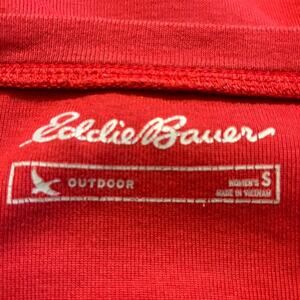 Eddie Bauer
OUTDOOR
WOMEN'S S
MADE IN VIETNAM